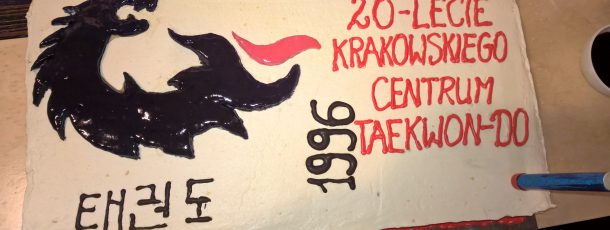 20-LECIE
KRAKOWSKIEGO
CENTRUM
TAEKWON-DO
1996
태권도